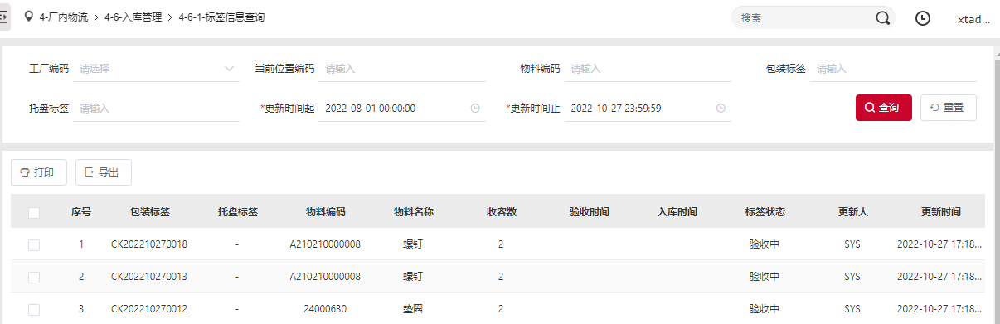 4-厂内物流 > 4-6-入库管理 > 4-6-1-标签信息查询 搜索 xtad...
工厂编码 请选择 当前位置编码 请输入 物料编码 请输入 包装标签 请输入
托盘标签 请输入 *更新时间起 2022-08-01 00:00:00 *更新时间止 2022-10-27 23:59:59 查询 重置
打印 导出
序号 包装标签 托盘标签 物料编码 物料名称 收容数 验收时间 入库时间 标签状态 更新人 更新时间
1 CK202210270018 - A210210000008 螺钉 2 验收中 SYS 2022-10-27 17:18...
2 CK202210270013 - A210210000008 螺钉 2 验收中 SYS 2022-10-27 17:18...
3 CK202210270012 - 24000630 垫圈 2 验收中 SYS 2022-10-27 17:18...